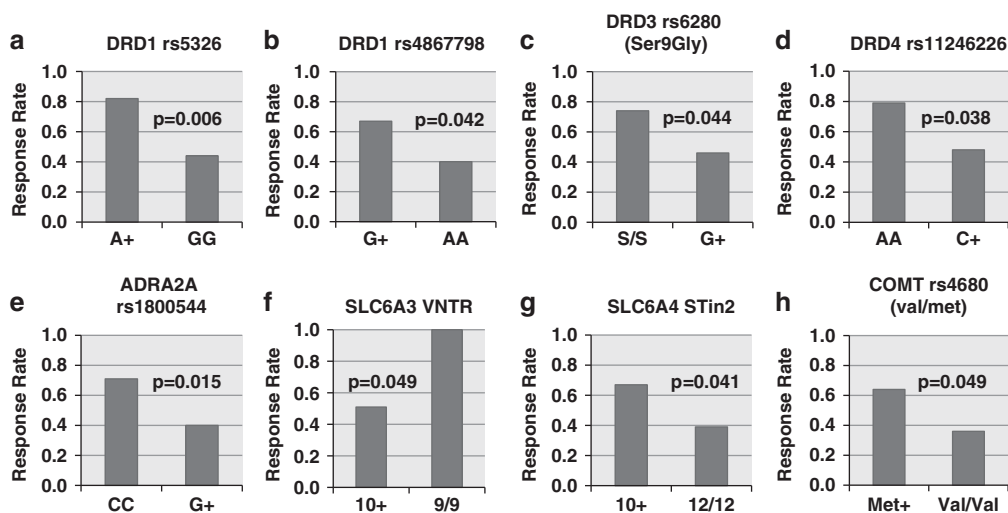 a
DRD1 rs5326
Response Rate
1.0
0.8
0.6
0.4
0.2
0.0
p=0.006
A+ GG
b
DRD1 rs4867798
Response Rate
1.0
0.8
0.6
0.4
0.2
0.0
p=0.042
G+ AA
c
DRD3 rs6280
(Ser9Gly)
Response Rate
1.0
0.8
0.6
0.4
0.2
0.0
p=0.044
S/S G+
d
DRD4 rs11246226
Response Rate
1.0
0.8
0.6
0.4
0.2
0.0
p=0.038
AA C+
e
ADRA2A
rs1800544
Response Rate
1.0
0.8
0.6
0.4
0.2
0.0
p=0.015
CC G+
f
SLC6A3 VNTR
Response Rate
1.0
0.8
0.6
0.4
0.2
0.0
p=0.049
10+ 9/9
g
SLC6A4 STin2
Response Rate
1.0
0.8
0.6
0.4
0.2
0.0
p=0.041
10+ 12/12
h
COMT rs4680
(val/met)
Response Rate
1.0
0.8
0.6
0.4
0.2
0.0
p=0.049
Met+ Val/Val